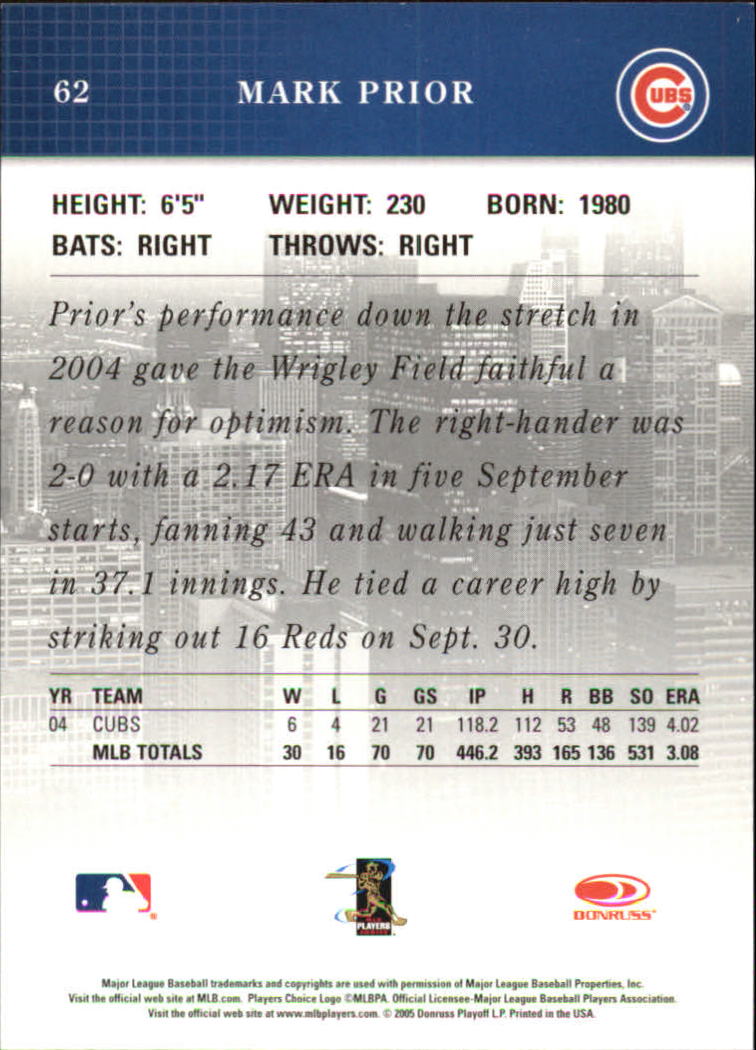 62 MARK PRIOR CUBS
HEIGHT: 6'5" WEIGHT: 230 BORN: 1980
BATS: RIGHT THROWS: RIGHT
Prior's performance down the stretch in
2004 gave the Wrigley Field faithful a
reason for optimism. The right-hander was
2-0 with a 2.17 ERA in five September
starts, fanning 43 and walking just seven
in 37.1 innings. He tied a career high by
striking out 16 Reds on Sept. 30.
YR TEAM W L G GS IP H R BB SO ERA
04 CUBS 6 4 21 21 118.2 112 53 48 139 4.02
MLB TOTALS 30 16 70 70 446.2 393 165 136 531 3.08
PLAYERS
DONRUSS
Major League Baseball trademarks and copyrights are used with permission of Major League Baseball Properties, Inc.
Visit the official web site at MLB.com. Players Choice Logo ©MLBPA. Official Licensee-Major League Baseball Players Association.
Visit the official web site at www.mlbplayers.com. © 2005 Donruss Playoff L.P. Printed in the USA.